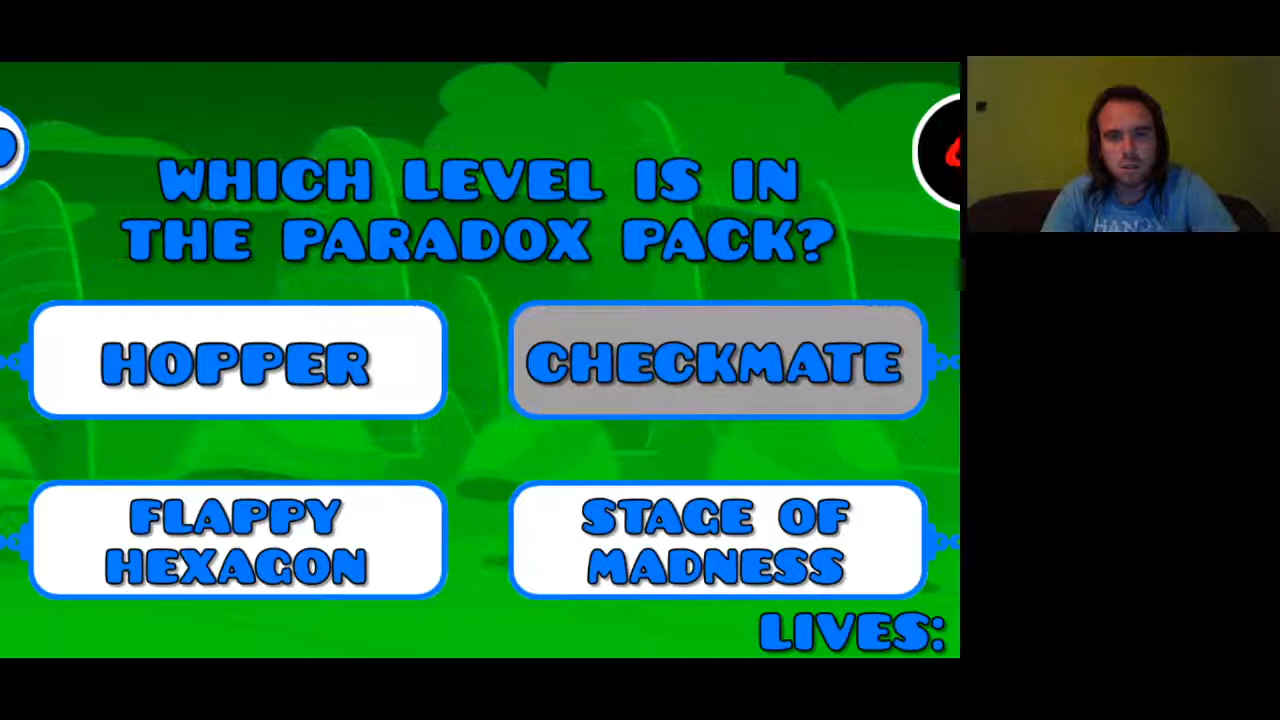 WHICH LEVEL IS IN
THE PARADOX PACK?
HOPPER
CHECKMATE
FLAPPY
HEXAGON
STAGE OF
MADNESS
LIVES: